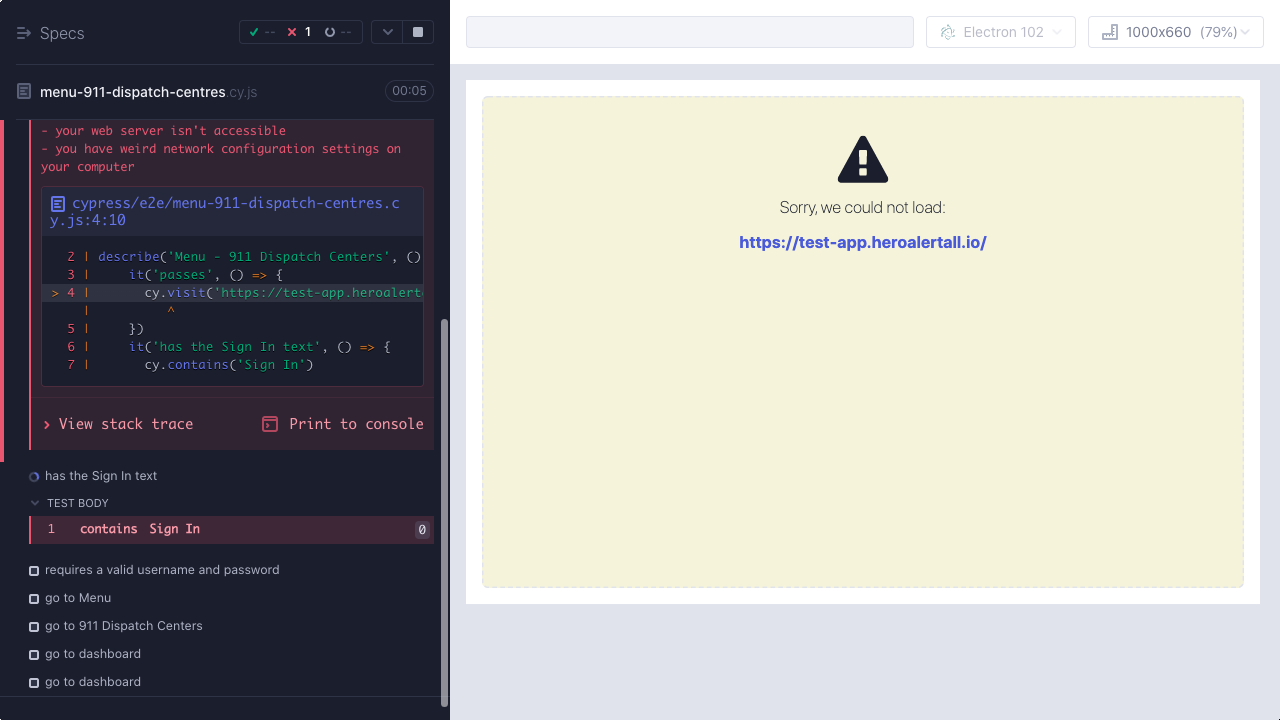 Specs
-- 1 --
menu-911-dispatch-centres.cy.js 00:05
- your web server isn't accessible
- you have weird network configuration settings on
your computer
cypress/e2e/menu-911-dispatch-centres.c
y.js:4:10
2 | describe('Menu - 911 Dispatch Centers', ()
3 | it('passes', () => {
> 4 | cy.visit('https://test-app.heroalert
| ^
5 | })
6 | it('has the Sign In text', () => {
7 | cy.contains('Sign In')
View stack trace
Print to console
has the Sign In text
TEST BODY
1 contains Sign In 0
requires a valid username and password
go to Menu
go to 911 Dispatch Centers
go to dashboard
go to dashboard
Electron 102
1000x660 (79%)
Sorry, we could not load:
https://test-app.heroalertall.io/